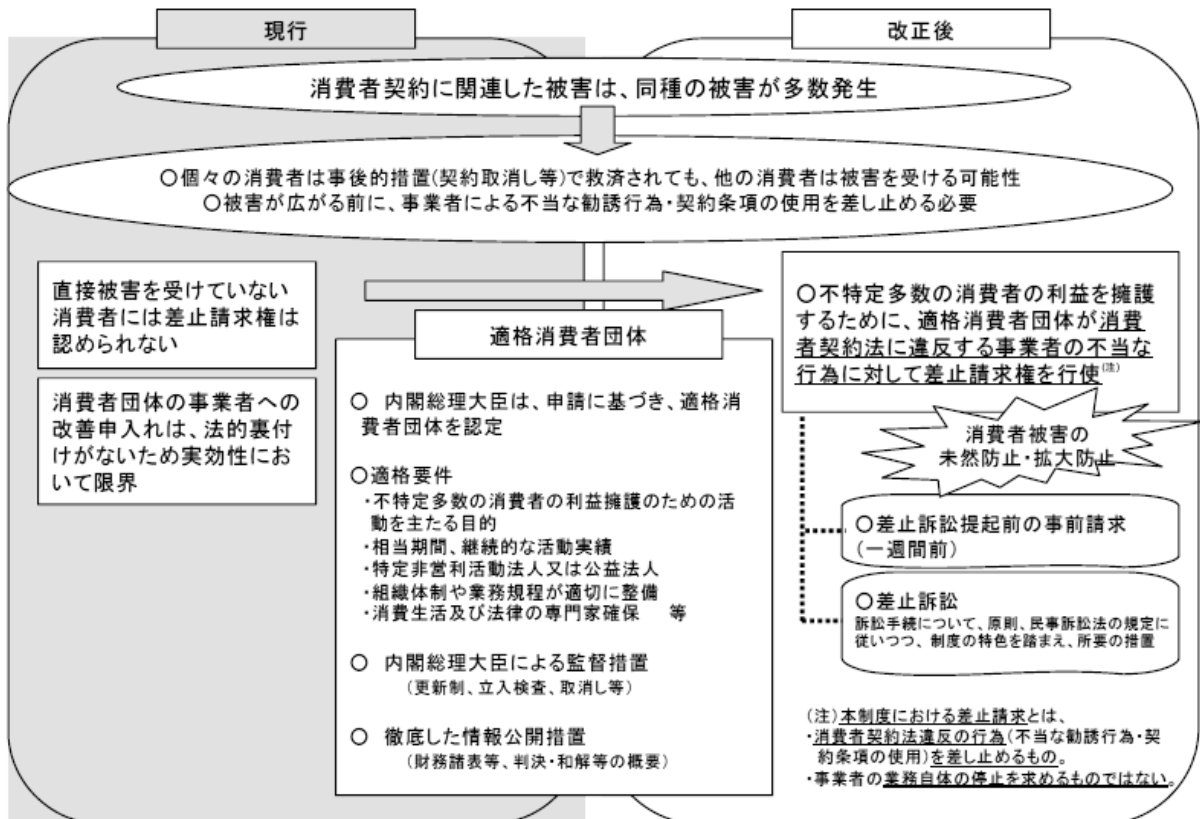 現行
改正後
消費者契約に関連した被害は、同種の被害が多数発生
○個々の消費者は事後的措置(契約取消し等)で救済されても、他の消費者は被害を受ける可能性
○被害が広がる前に、事業者による不当な勧誘行為・契約条項の使用を差し止める必要
直接被害を受けていない
消費者には差止請求権は
認められない
消費者団体の事業者への
改善申入れは、法的裏付
けがないため実効性にお
いて限界
適格消費者団体
○ 内閣総理大臣は、申請に基づき、適格消
費者団体を認定
○適格要件
・不特定多数の消費者の利益擁護のための活
動を主たる目的
・相当期間、継続的な活動実績
・特定非営利活動法人又は公益法人
・組織体制や業務規程が適切に整備
・消費生活及び法律の専門家確保 等
○ 内閣総理大臣による監督措置
(更新制、立入検査、取消し等)
○ 徹底した情報公開措置
(財務諸表等、判決・和解等の概要)
○不特定多数の消費者の利益を擁護
するために、適格消費者団体が消費
者契約法に違反する事業者の不当な
行為に対して差止請求権を行使(注)
消費者被害の
未然防止・拡大防止
○差止訴訟提起前の事前請求
(一週間前)
○差止訴訟
訴訟手続について、原則、民事訴訟法の規定に
従いつつ、制度の特色を踏まえ、所要の措置
(注)本制度における差止請求とは、
・消費者契約法違反の行為(不当な勧誘行為・契
約条項の使用)を差し止めるもの。
・事業者の業務自体の停止を求めるものではない。